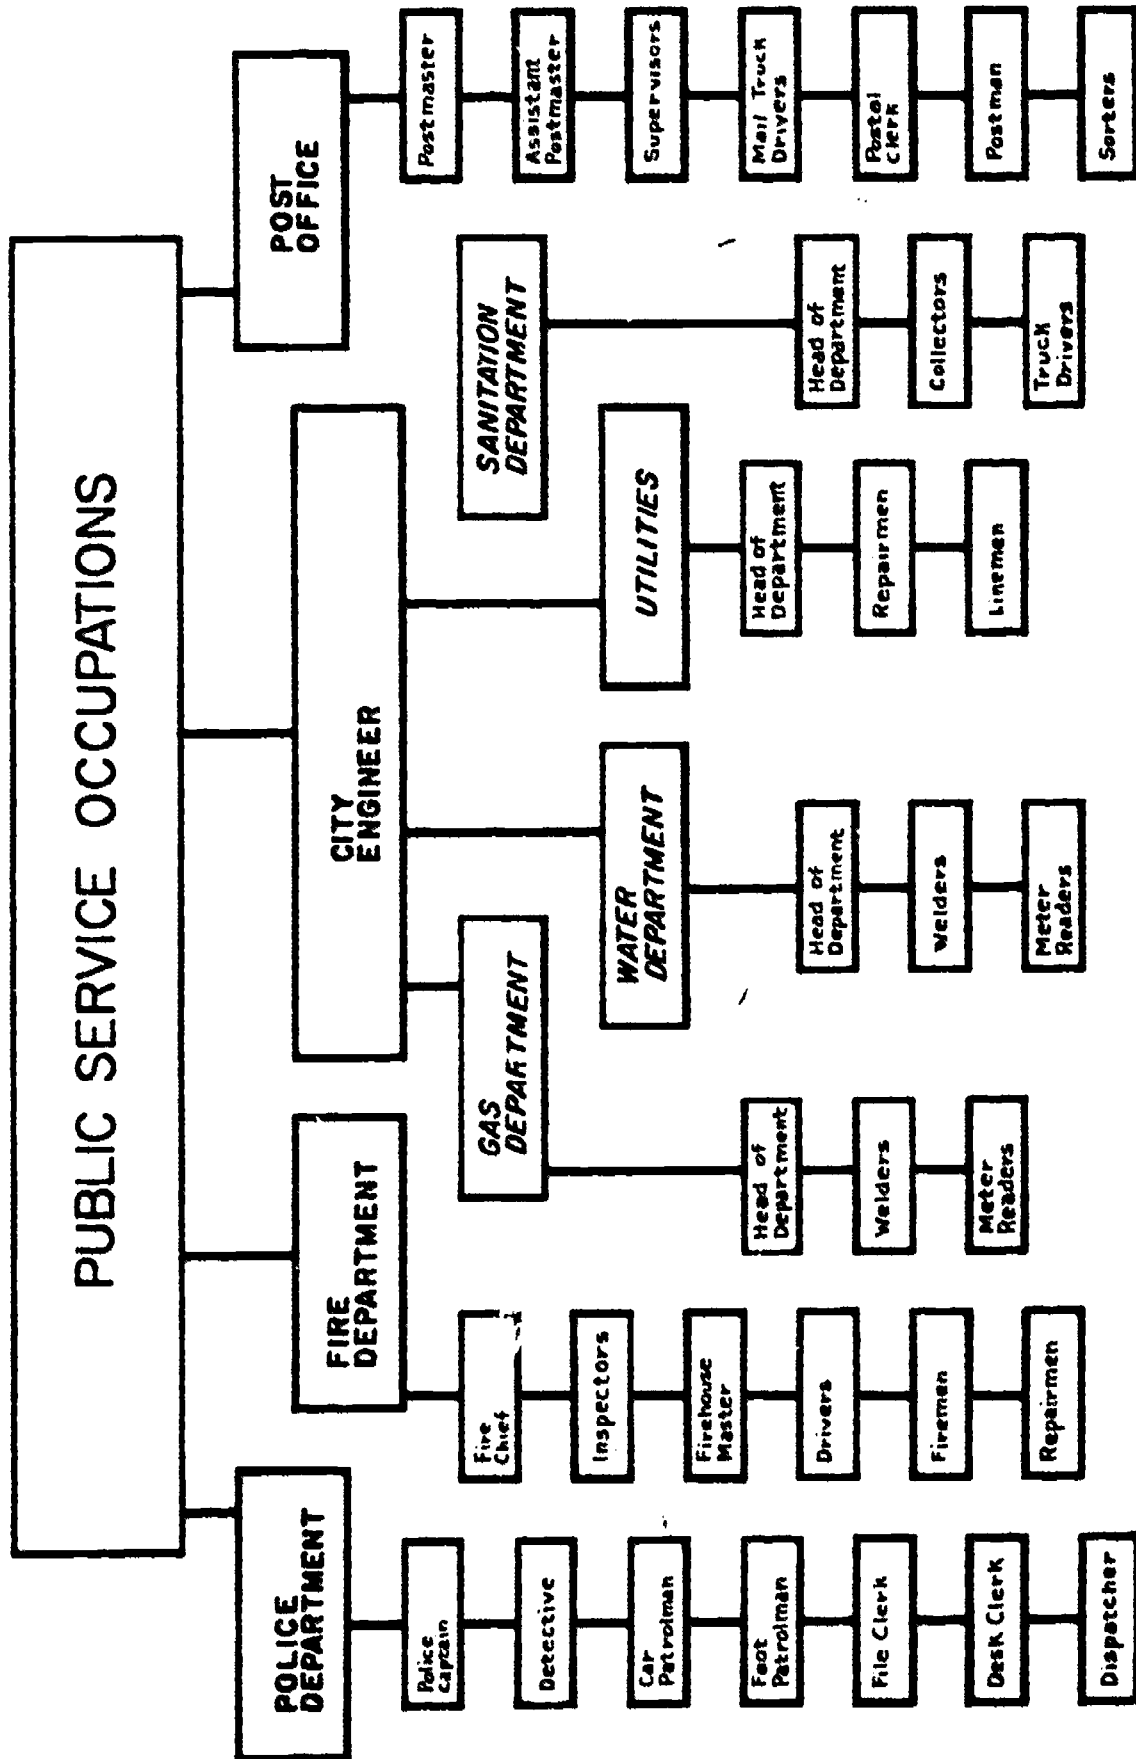 PUBLIC SERVICE OCCUPATIONS
POLICE
DEPARTMENT
Police
Captain
Detective
Car
Patrolman
Foot
Patrolman
File Clerk
Desk Clerk
Dispatcher
FIRE
DEPARTMENT
Fire
Chief
Inspectors
Firehouse
Master
Drivers
Firemen
Repairmen
CITY
ENGINEER
GAS
DEPARTMENT
Head of
Department
Welders
Meter
Readers
WATER
DEPARTMENT
Head of
Department
Welders
Meter
Readers
UTILITIES
Head of
Department
Repairmen
Linemen
SANITATION
DEPARTMENT
Head of
Department
Collectors
Truck
Drivers
POST
OFFICE
Postmaster
Assistant
Postmaster
Supervisors
Mail Truck
Drivers
Postal
Clerk
Postman
Sorters